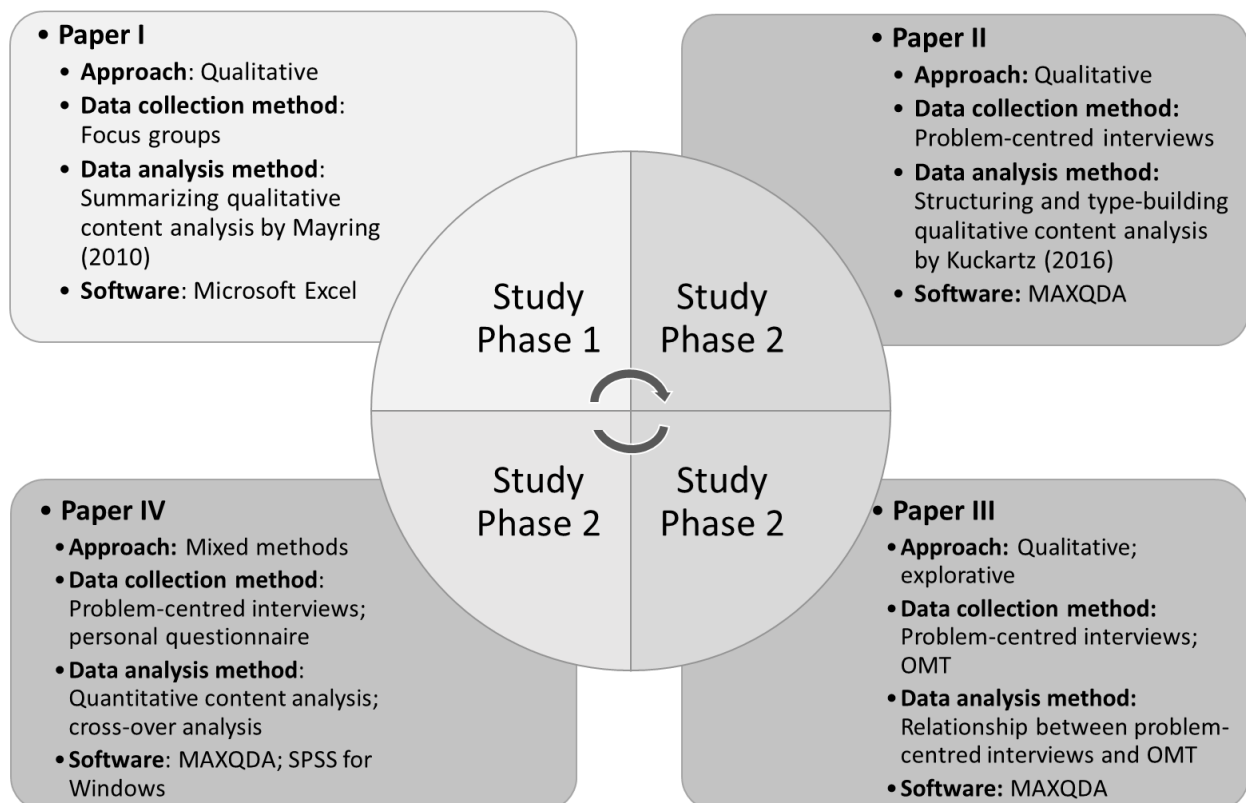 • Paper I
• Approach: Qualitative
• Data collection method:
Focus groups
• Data analysis method:
Summarizing qualitative
content analysis by Mayring
(2010)
• Software: Microsoft Excel
• Paper II
• Approach: Qualitative
• Data collection method:
Problem-centred interviews
• Data analysis method:
Structuring and type-building
qualitative content analysis
by Kuckartz (2016)
• Software: MAXQDA
Study
Phase 1
Study
Phase 2
Study
Phase 2
Study
Phase 2
• Paper IV
• Approach: Mixed methods
• Data collection method:
Problem-centred interviews;
personal questionnaire
• Data analysis method:
Quantitative content analysis;
cross-over analysis
• Software: MAXQDA; SPSS for
Windows
• Paper III
• Approach: Qualitative;
explorative
• Data collection method:
Problem-centred interviews;
OMT
• Data analysis method:
Relationship between problem-
centred interviews and OMT
• Software: MAXQDA